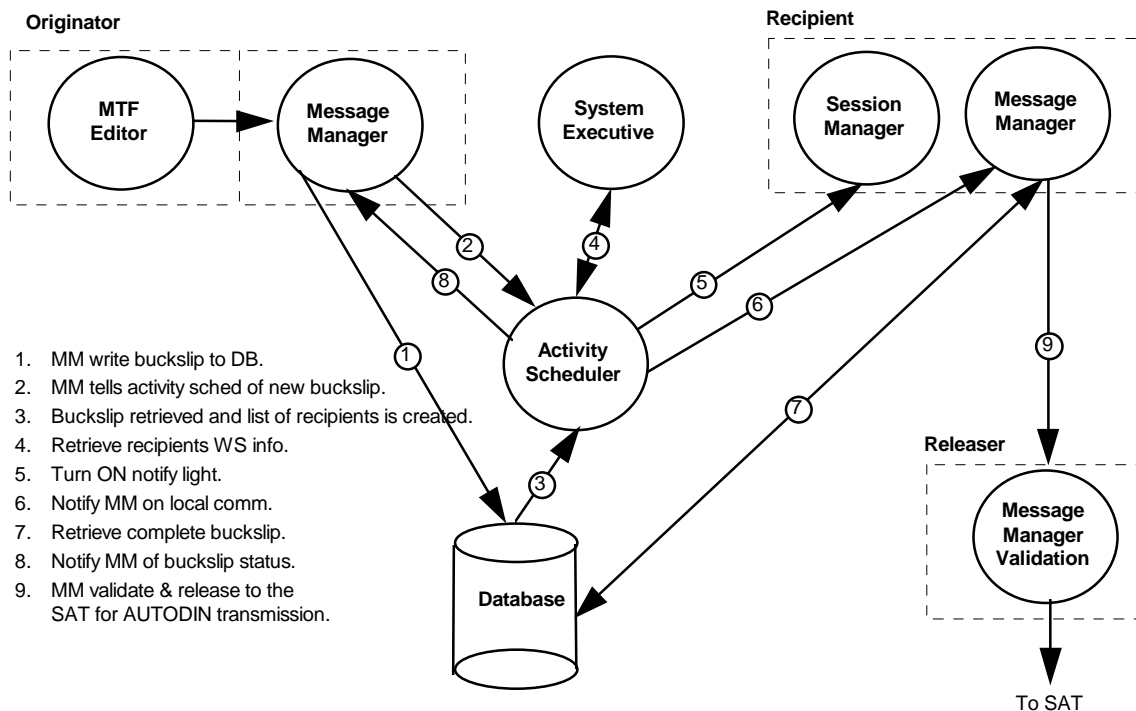 Originator
Recipient
MTF
Editor
Message
Manager
System
Executive
Session
Manager
Message
Manager
2
4
8
5
6
1
Activity
Scheduler
9
7
3
1. MM write buckslip to DB.
2. MM tells activity sched of new buckslip.
3. Buckslip retrieved and list of recipients is created.
4. Retrieve recipients WS info.
5. Turn ON notify light.
6. Notify MM on local comm.
7. Retrieve complete buckslip.
8. Notify MM of buckslip status.
9. MM validate & release to the
SAT for AUTODIN transmission.
Database
Releaser
Message
Manager
Validation
To SAT